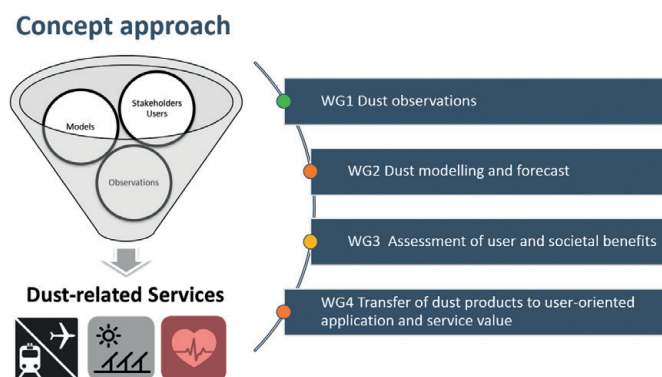 Concept approach
Models
Stakeholders
Users
Observations
Dust-related Services
WG1 Dust observations
WG2 Dust modelling and forecast
WG3 Assessment of user and societal benefits
WG4 Transfer of dust products to user-oriented
application and service value